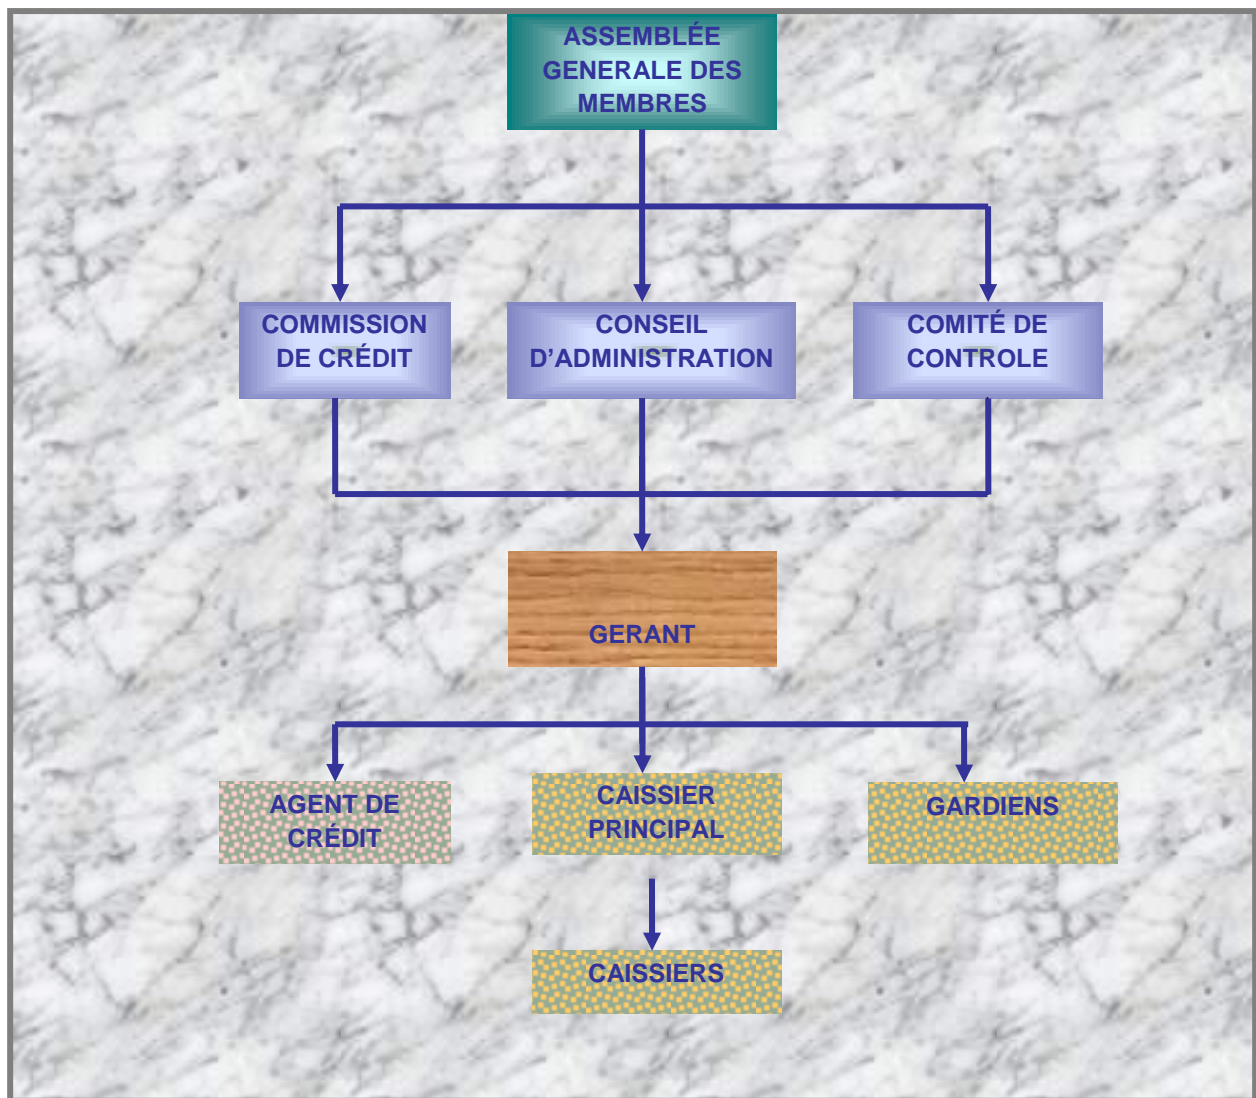 ASSEMBLÉE
GENERALE DES
MEMBRES
COMMISSION
DE CRÉDIT
CONSEIL
D’ADMINISTRATION
COMITÉ DE
CONTROLE
GERANT
AGENT DE
CRÉDIT
CAISSIER
PRINCIPAL
GARDIENS
CAISSIERS